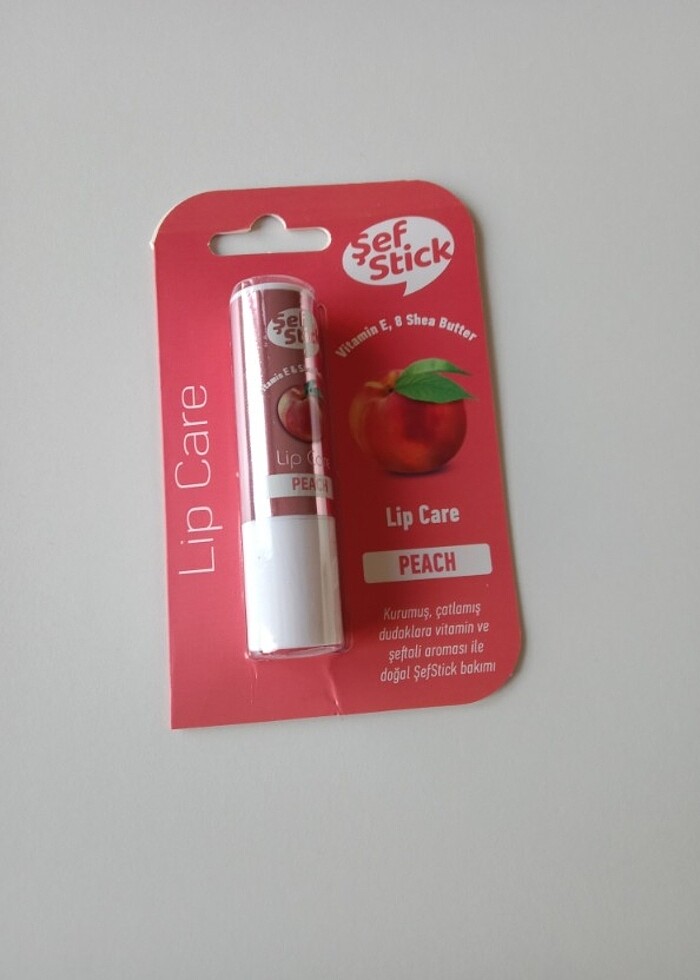 Şef
Stick
Vitamin E, & Shea Butter
Lip Care
PEACH
Kurumuş, çatlamış
dudaklara vitamin ve
şeftali aroması ile
doğal ŞefStick bakımı
Lip Care
Şef
Vitamin E &
Lip Care
PEACH